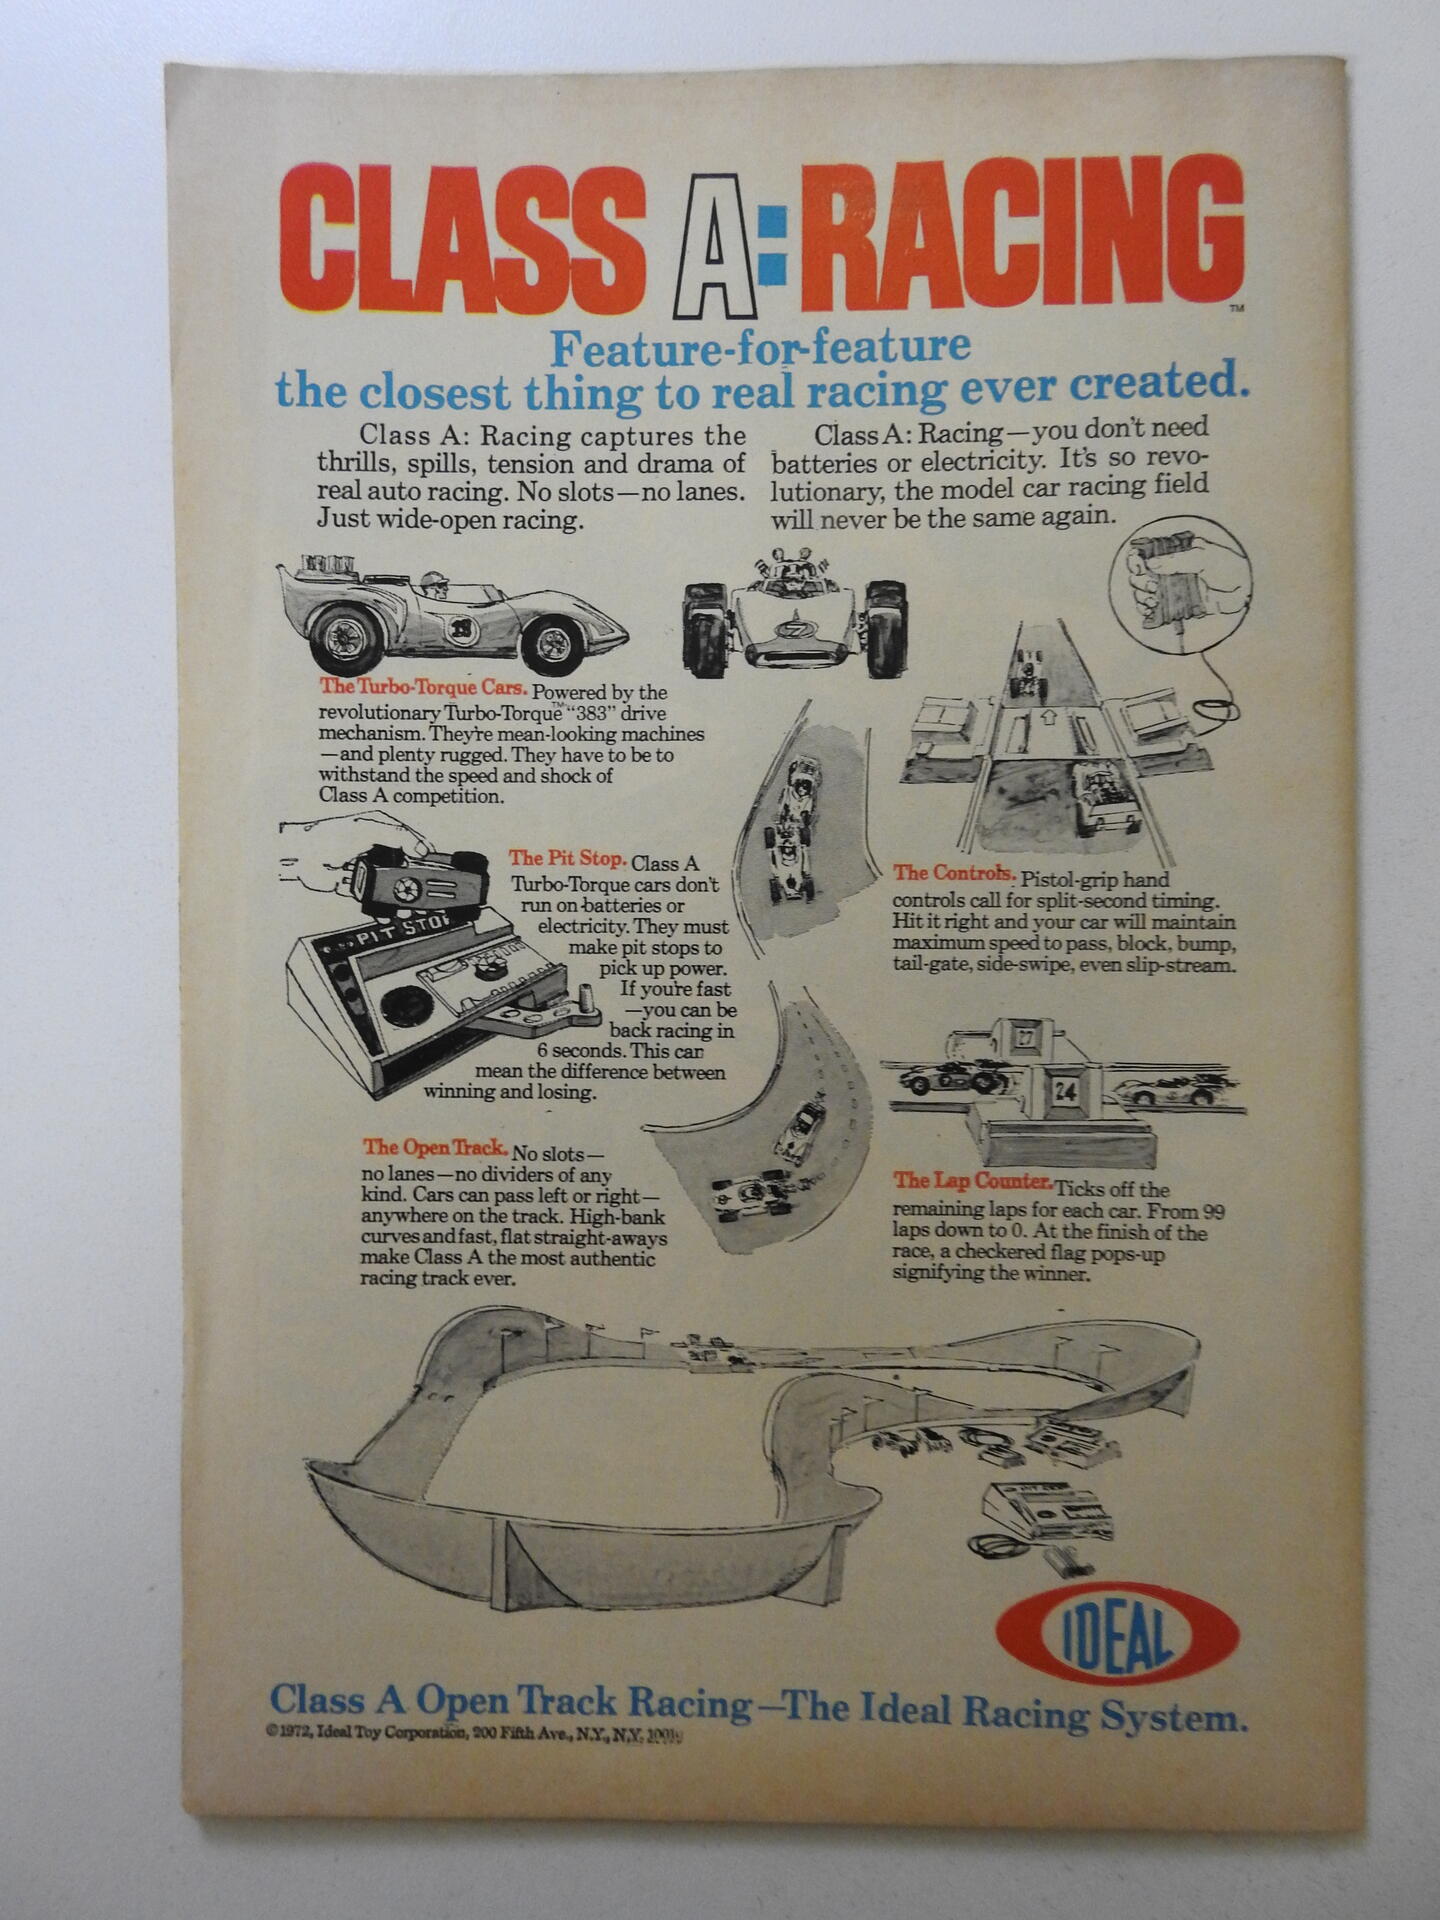 CLASS A: RACING
TM
Feature-for-feature
the closest thing to real racing ever created.
Class A: Racing captures the
thrills, spills, tension and drama of
real auto racing. No slots—no lanes.
Just wide-open racing.
Class A: Racing—you don't need
batteries or electricity. It's so revo-
lutionary, the model car racing field
will never be the same again.
The Turbo-Torque Cars. Powered by the
revolutionary Turbo-Torque™ "383" drive
mechanism. They're mean-looking machines
—and plenty rugged. They have to be to
withstand the speed and shock of
Class A competition.
PIT STOP
The Pit Stop. Class A
Turbo-Torque cars don't
run on batteries or
electricity. They must
make pit stops to
pick up power.
If you're fast
—you can be
back racing in
6 seconds. This can
mean the difference between
winning and losing.
The Controls. Pistol-grip hand
controls call for split-second timing.
Hit it right and your car will maintain
maximum speed to pass, block, bump,
tail-gate, side-swipe, even slip-stream.
27
24
The Open Track. No slots—
no lanes—no dividers of any
kind. Cars can pass left or right—
anywhere on the track. High-bank
curves and fast, flat straight-aways
make Class A the most authentic
racing track ever.
The Lap Counter. Ticks off the
remaining laps for each car. From 99
laps down to 0. At the finish of the
race, a checkered flag pops-up
signifying the winner.
IDEAL
Class A Open Track Racing—The Ideal Racing System.
©1972, Ideal Toy Corporation, 200 Fifth Ave., N.Y., N.Y.